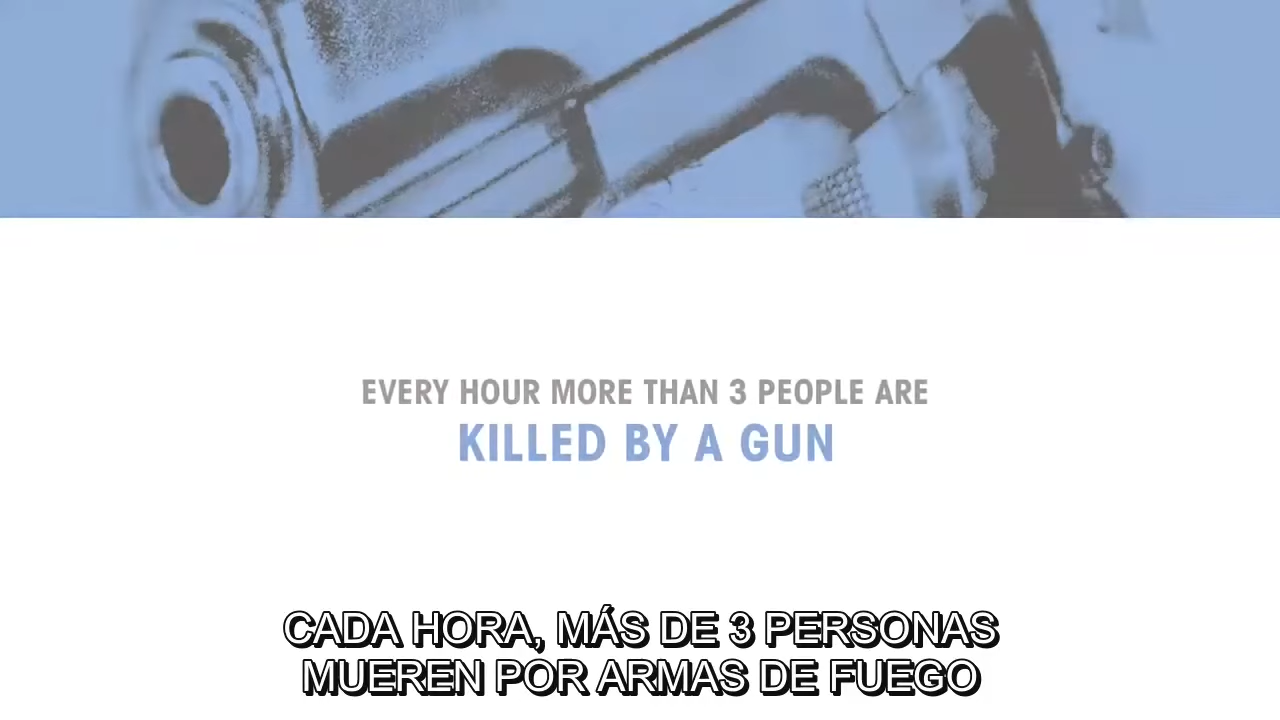 EVERY HOUR MORE THAN 3 PEOPLE ARE
KILLED BY A GUN
CADA HORA, MÁS DE 3 PERSONAS
MUEREN POR ARMAS DE FUEGO